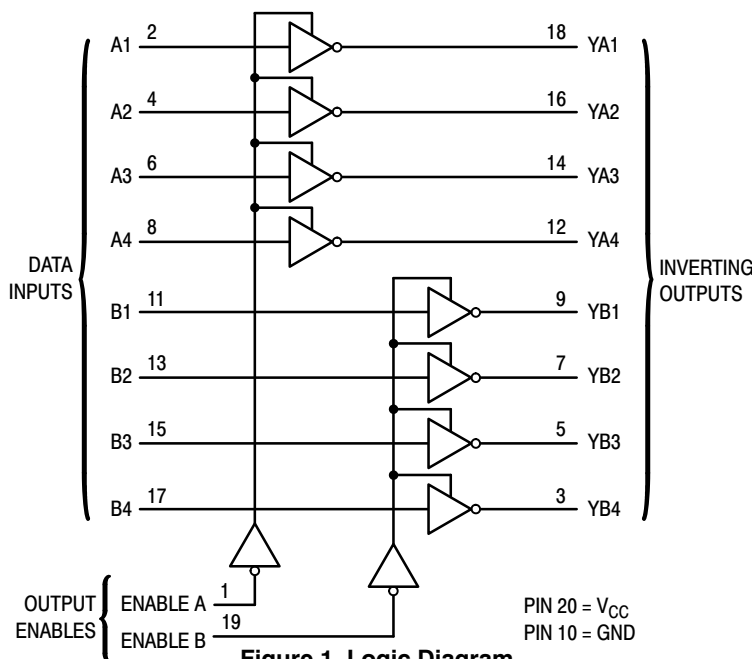 A1 2 18 YA1
A2 4 16 YA2
A3 6 14 YA3
A4 8 12 YA4
DATA
INPUTS
INVERTING
OUTPUTS
B1 11 9 YB1
B2 13 7 YB2
B3 15 5 YB3
B4 17 3 YB4
OUTPUT
ENABLES
ENABLE A 1
ENABLE B 19
PIN 20 = VCC
PIN 10 = GND
Figure 1. Logic Diagram